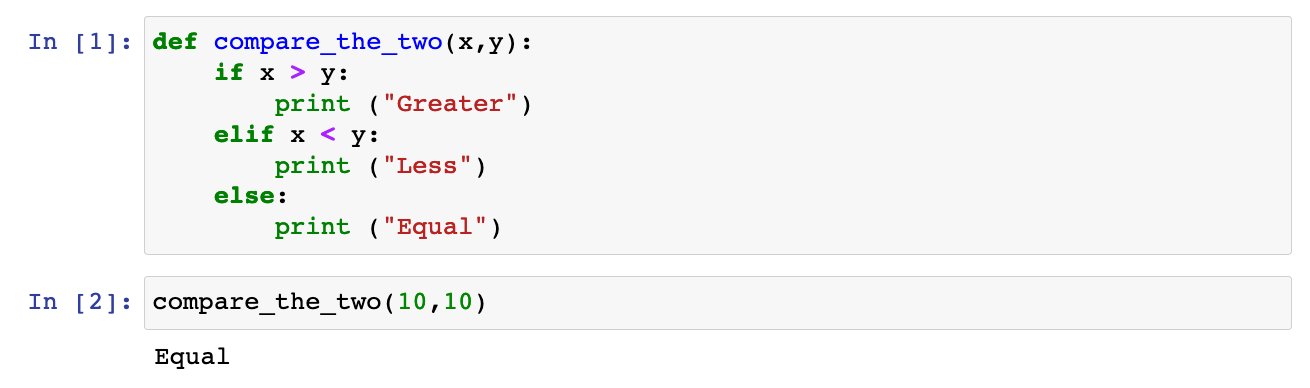 In [1]: def compare_the_two(x,y):
    if x > y:
        print ("Greater")
    elif x < y:
        print ("Less")
    else:
        print ("Equal")
In [2]: compare_the_two(10,10)
Equal